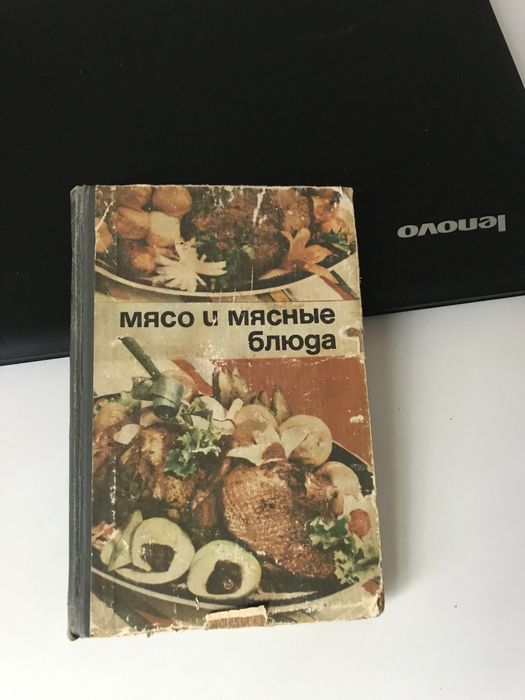 lenovo
мясо и мясные
блюда